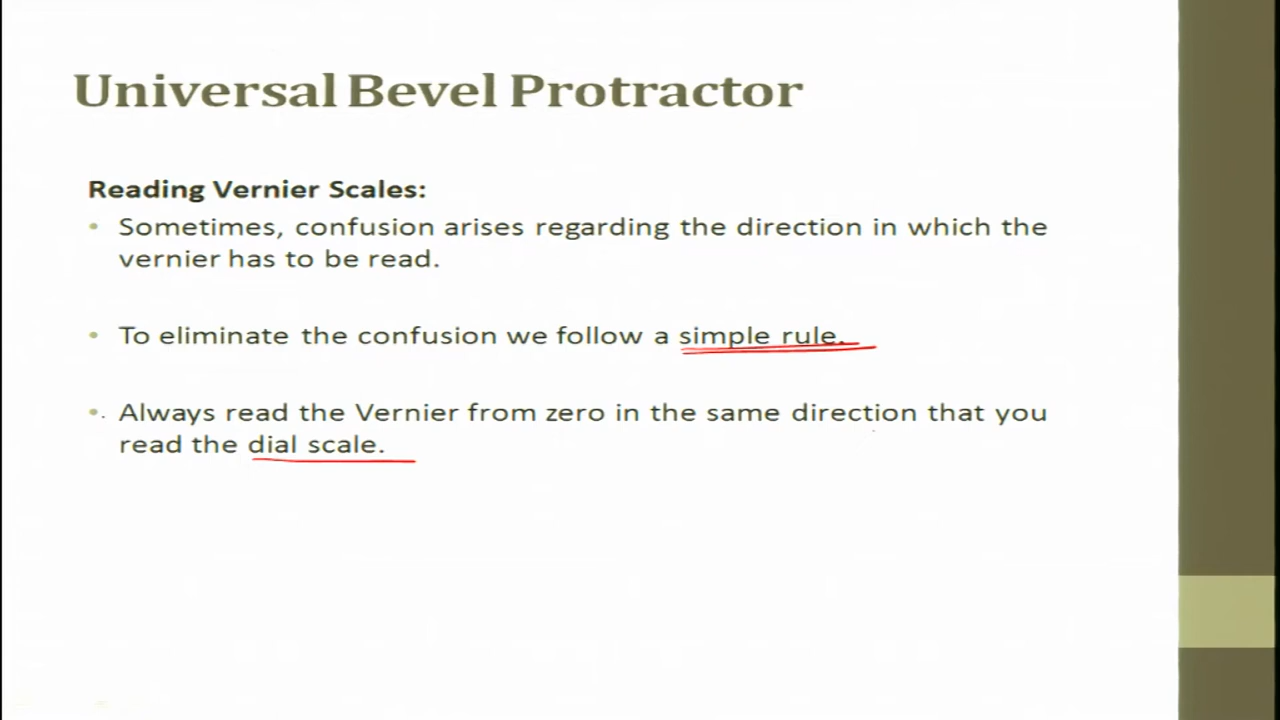 Universal Bevel Protractor
Reading Vernier Scales:
• Sometimes, confusion arises regarding the direction in which the
vernier has to be read.
• To eliminate the confusion we follow a simple rule.
• Always read the Vernier from zero in the same direction that you
read the dial scale.